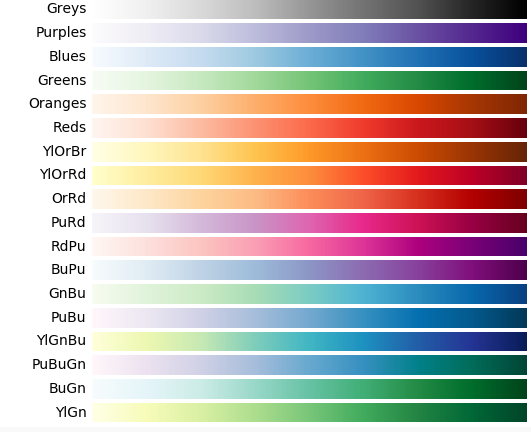 Greys
Purples
Blues
Greens
Oranges
Reds
YlOrBr
YlOrRd
OrRd
PuRd
RdPu
BuPu
GnBu
PuBu
YlGnBu
PuBuGn
BuGn
YlGn